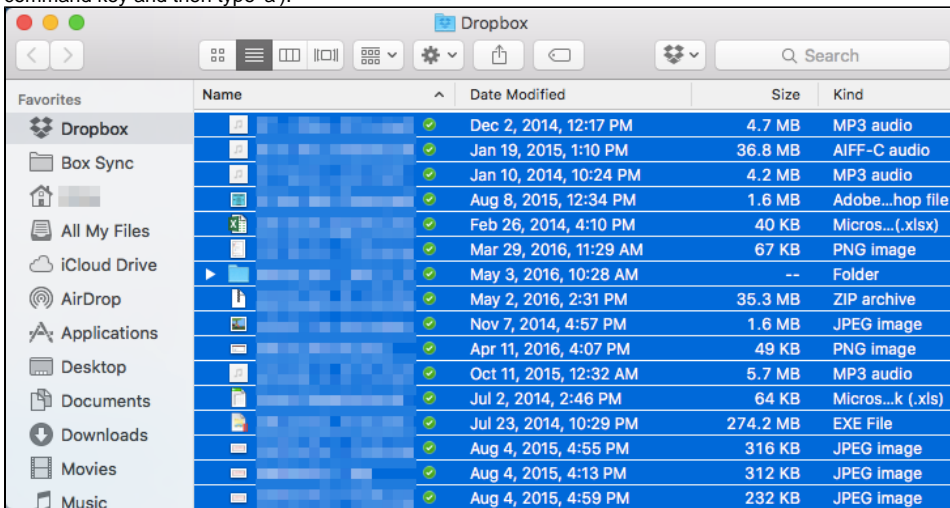 command key and then type 'a').
Dropbox
Search
Favorites
Name Date Modified Size Kind
Dropbox Dec 2, 2014, 12:17 PM 4.7 MB MP3 audio
Jan 19, 2015, 1:10 PM 36.8 MB AIFF-C audio
Box Sync Jan 10, 2014, 10:24 PM 4.2 MB MP3 audio
Aug 8, 2015, 12:34 PM 1.6 MB Adobe...hop file
All My Files Feb 26, 2014, 4:10 PM 40 KB Micros...(.xlsx)
Mar 29, 2016, 11:29 AM 67 KB PNG image
iCloud Drive May 3, 2016, 10:28 AM -- Folder
AirDrop May 2, 2016, 2:31 PM 35.3 MB ZIP archive
Applications Nov 7, 2014, 4:57 PM 1.6 MB JPEG image
Apr 11, 2016, 4:07 PM 49 KB PNG image
Desktop Oct 11, 2015, 12:32 AM 5.7 MB MP3 audio
Documents Jul 2, 2014, 2:46 PM 64 KB Micros...k (.xls)
Downloads Jul 23, 2014, 10:29 PM 274.2 MB EXE File
Aug 4, 2015, 4:55 PM 316 KB JPEG image
Movies Aug 4, 2015, 4:13 PM 312 KB JPEG image
Music Aug 4, 2015, 4:59 PM 232 KB JPEG image